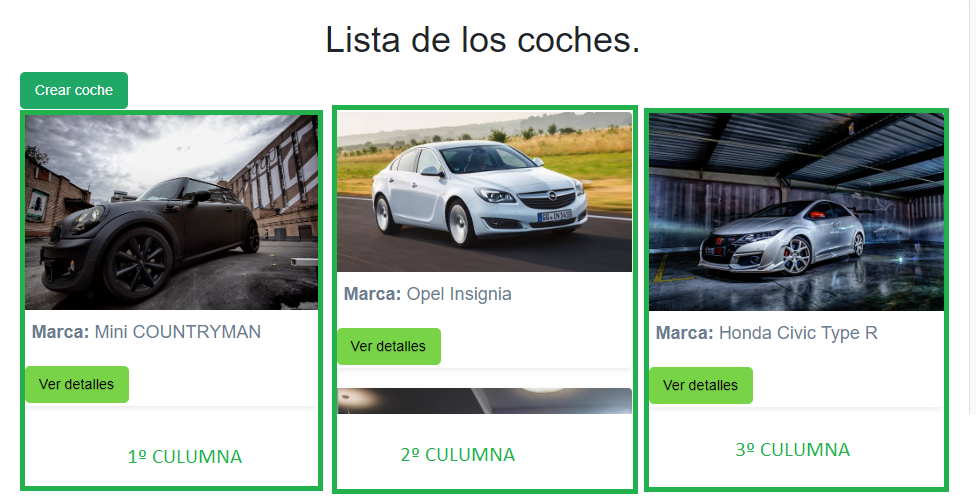 Lista de los coches.
Crear coche
Marca: Mini COUNTRYMAN
Ver detalles
1º CULUMNA
Marca: Opel Insignia
Ver detalles
2º CULUMNA
Marca: Honda Civic Type R
Ver detalles
3º CULUMNA